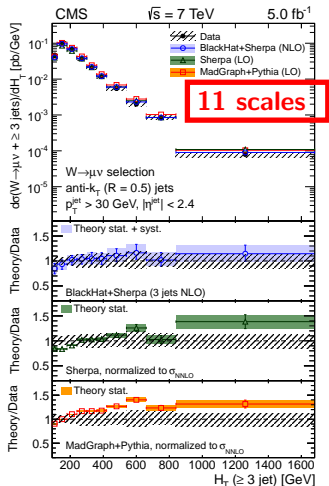 CMS √s = 7 TeV 5.0 fb⁻¹
dσ(W→μν + ≥ 3 jets)/dH_T [pb/GeV]
10⁻¹
10⁻²
10⁻³
10⁻⁴
10⁻⁵
Data
BlackHat+Sherpa (NLO)
Sherpa (LO)
MadGraph+Pythia (LO)
11 scales
W→μν selection
anti-k_T (R = 0.5) jets
p_T^jet > 30 GeV, |η^jet| < 2.4
Theory/Data
1.5
1
0.5
Theory stat. + syst.
BlackHat+Sherpa (3 jets NLO)
Theory/Data
1.5
1
0.5
Theory stat.
Sherpa, normalized to σ_NNLO
Theory/Data
1.5
1
0.5
Theory stat.
MadGraph+Pythia, normalized to σ_NNLO
200 400 600 800 1000 1200 1400 1600
H_T (≥ 3 jet) [GeV]